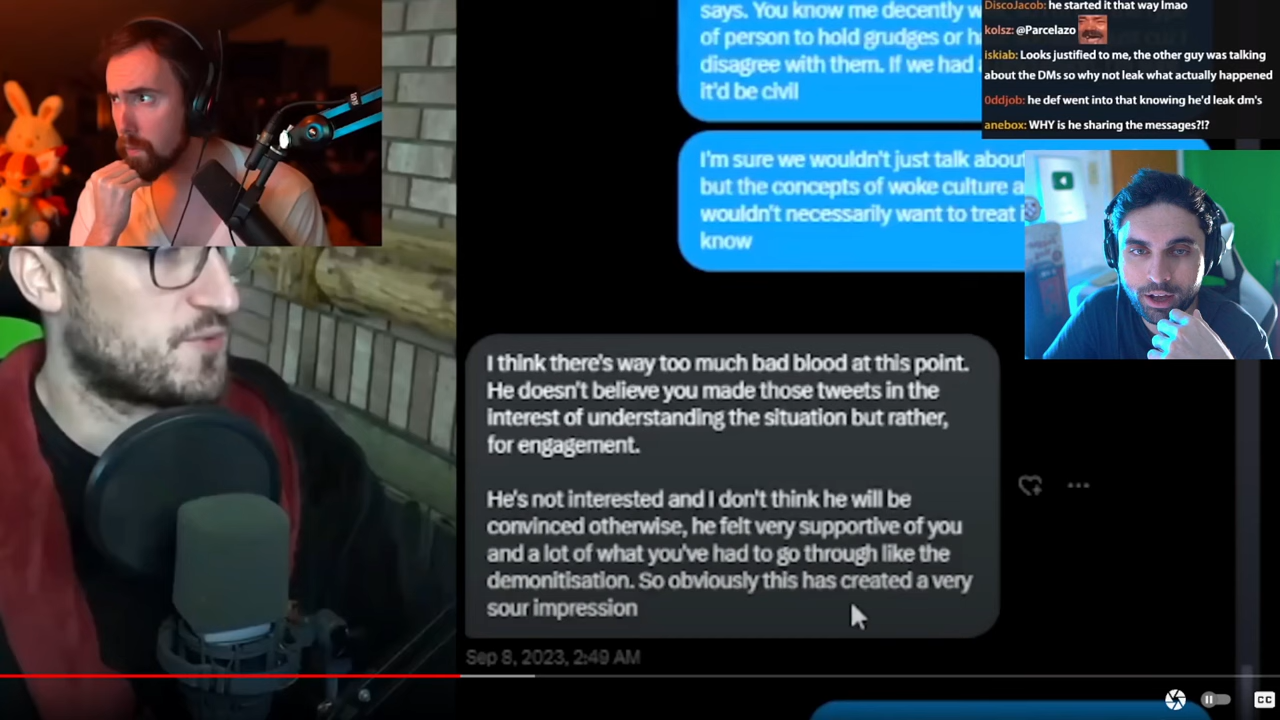 says. You know me decently w
of person to hold grudges or h
disagree with them. If we had
it'd be civil
DiscoJacob: he started it that way lmao
kolsz: @Parcelazo
iskiab: Looks justified to me, the other guy was talking
about the DMs so why not leak what actually happened
0ddjob: he def went into that knowing he'd leak dm's
anebox: WHY is he sharing the messages?!?
I'm sure we wouldn't just talk about
but the concepts of woke culture a
wouldn't necessarily want to treat i
know
I think there's way too much bad blood at this point.
He doesn't believe you made those tweets in the
interest of understanding the situation but rather,
for engagement.
He's not interested and I don't think he will be
convinced otherwise, he felt very supportive of you
and a lot of what you've had to go through like the
demonitisation. So obviously this has created a very
sour impression
Sep 8, 2023, 2:49 AM
CC